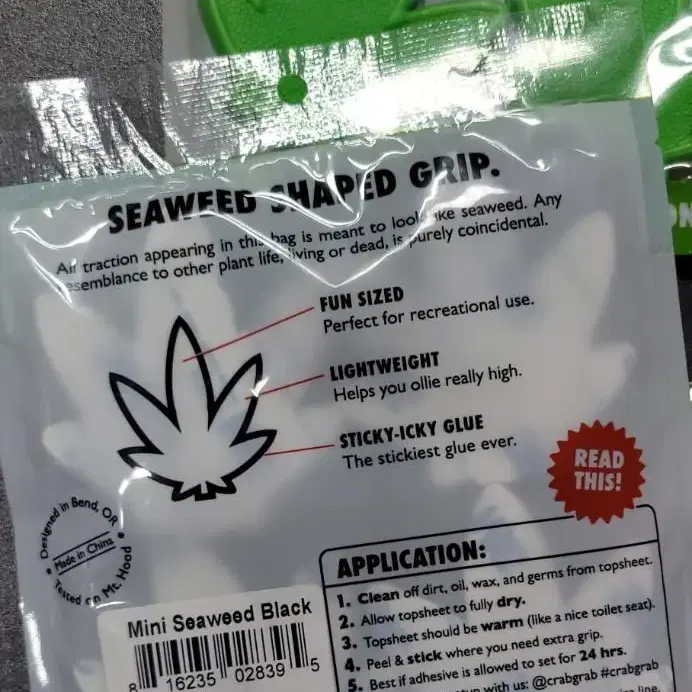 SEAWEED SHAPED GRIP.
All traction appearing in this bag is meant to look like seaweed. Any
resemblance to other plant life, living or dead, is purely coincidental.
FUN SIZED
Perfect for recreational use.
LIGHTWEIGHT
Helps you ollie really high.
STICKY-ICKY GLUE
The stickiest glue ever.
READ
THIS!
Designed in Bend, OR
Made in China
Tested on Mt. Hood
Mini Seaweed Black
8 16235 02839 5
APPLICATION:
1. Clean off dirt, oil, wax, and germs from topsheet.
2. Allow topsheet to fully dry.
3. Topsheet should be warm (like a nice toilet seat).
4. Peel & stick where you need extra grip.
5. Best if adhesive is allowed to set for 24 hrs.
with us: @crabgrab #crabgrab
line.